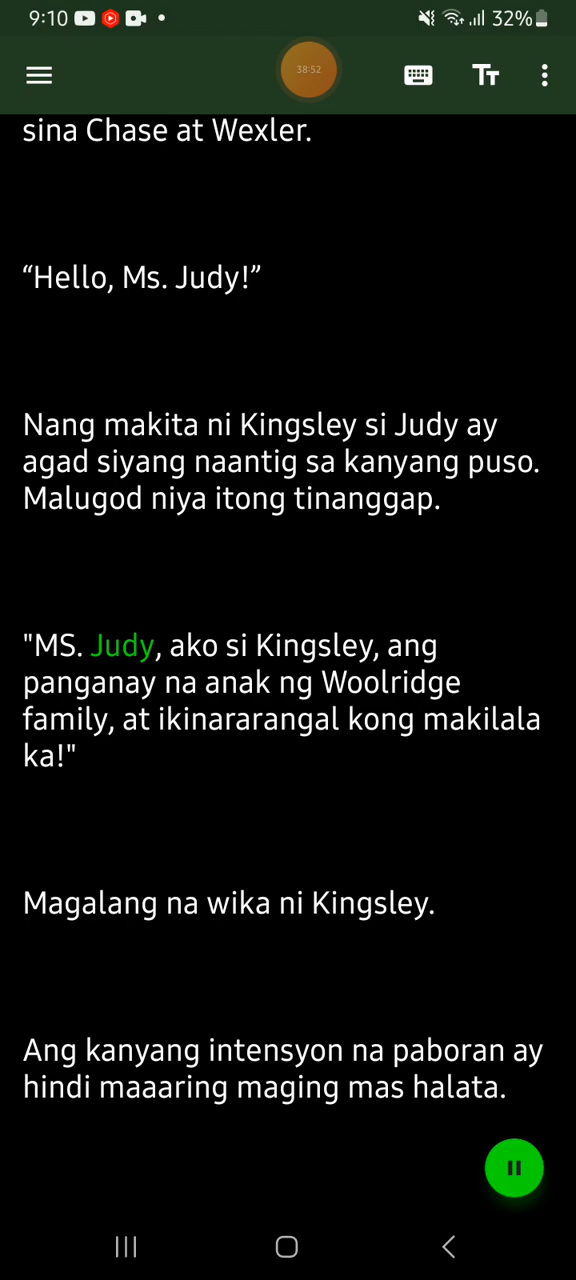 9:10
32%
38:52
sina Chase at Wexler.
“Hello, Ms. Judy!”
Nang makita ni Kingsley si Judy ay
agad siyang naantig sa kanyang puso.
Malugod niya itong tinanggap.
"MS. Judy, ako si Kingsley, ang
panganay na anak ng Woolridge
family, at ikinararangal kong makilala
ka!"
Magalang na wika ni Kingsley.
Ang kanyang intensyon na paboran ay
hindi maaaring maging mas halata.